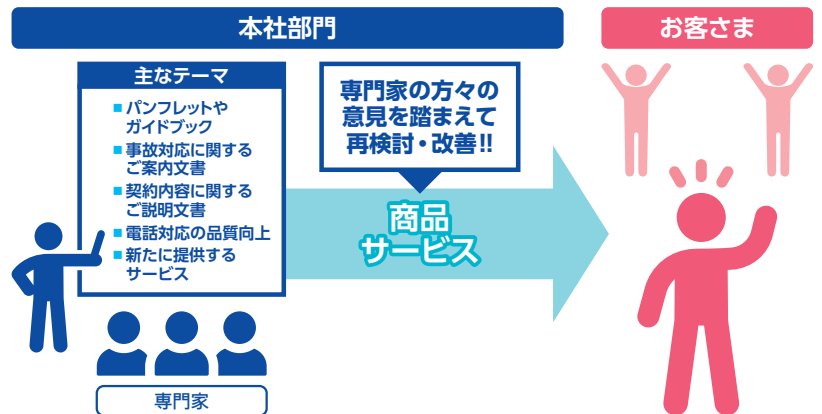 本社部門
お客さま
主なテーマ
■パンフレットや
ガイドブック
■事故対応に関する
ご案内文書
■契約内容に関する
ご説明文書
■電話対応の品質向上
■新たに提供する
サービス
専門家の方々の
意見を踏まえて
再検討・改善!!
商品
サービス
専門家